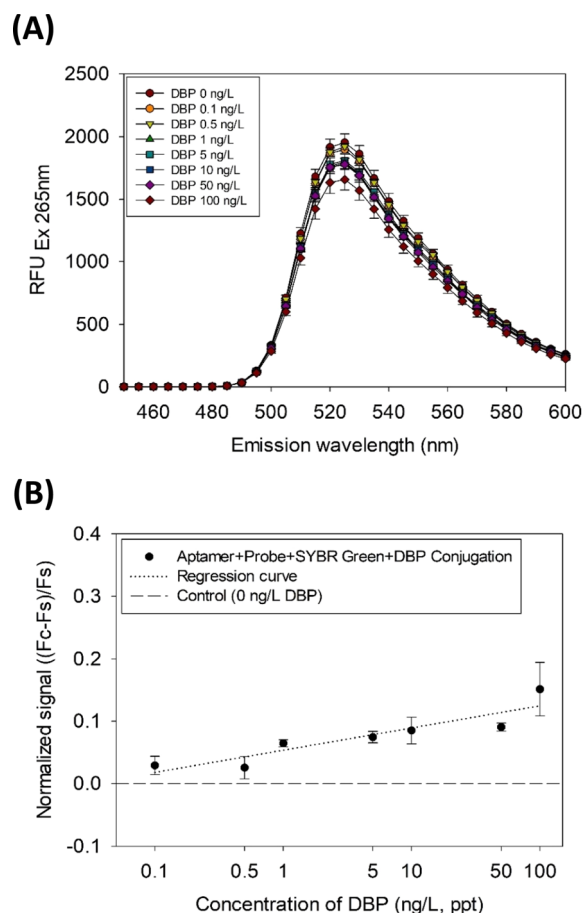 (A)
2500
2000
1500
1000
500
0
RFU Ex 265nm
DBP 0 ng/L
DBP 0.1 ng/L
DBP 0.5 ng/L
DBP 1 ng/L
DBP 5 ng/L
DBP 10 ng/L
DBP 50 ng/L
DBP 100 ng/L
460 480 500 520 540 560 580 600
Emission wavelength (nm)
(B)
0.4
0.3
0.2
0.1
0.0
-0.1
Normalized signal ((Fc-Fs)/Fs)
Aptamer+Probe+SYBR Green+DBP Conjugation
Regression curve
Control (0 ng/L DBP)
0.1 0.5 1 5 10 50 100
Concentration of DBP (ng/L, ppt)